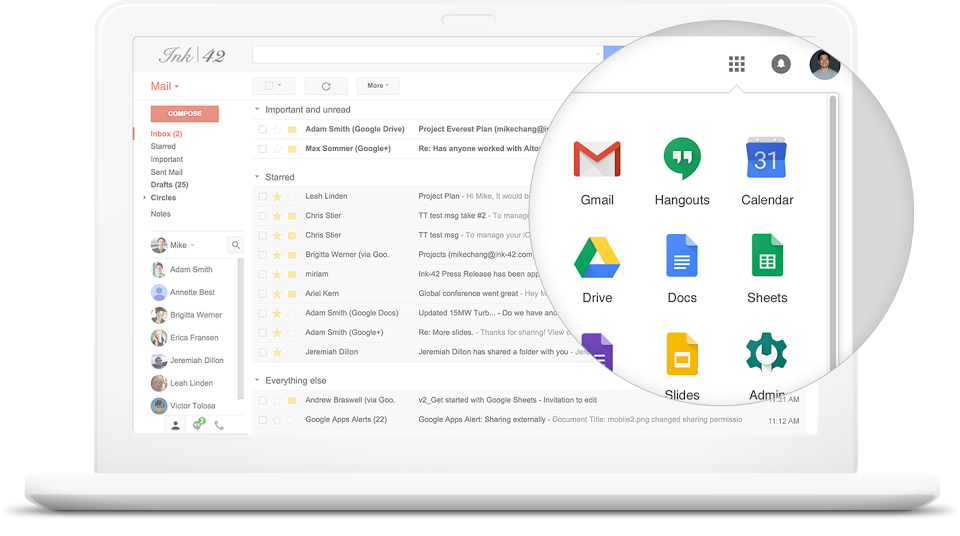 Ink|42
Mail
More
COMPOSE
Inbox (2)
Starred
Important
Sent Mail
Drafts (25)
Circles
Notes
Mike
Adam Smith
Annette Best
Brigitta Werner
Erica Fransen
Jeremiah Dillon
Leah Linden
Victor Tolosa
2
Important and unread
Adam Smith (Google Drive) Project Everest Plan (mikechang@in
Max Sommer (Google+) Re: Has anyone worked with Altos
Starred
Leah Linden Project Plan - Hi Mike, It would b
Chris Stier TT test msg take #2 - To manage
Chris Stier TT test msg - To manage your iC
Brigitta Werner (via Goo. Projects (mikechang@ink-42.com
miriam Ink-42 Press Release has been app
Ariel Kern Global conference went great - Hey M
Adam Smith (Google Docs) Updated 15MW Turb... - Do we have an
Adam Smith (Google+) Re: More slides. - Thanks for sharing! View d
Jeremiah Dillon Jeremiah Dillon has shared a folder with you - Jere
Everything else
Andrew Braswell (via Goo. v2_Get started with Google Sheets - Invitation to edit 11:31 AM
Google Apps Alerts (22) Google Apps Alert: Sharing externally - Document Title: mobile2.png changed sharing permissio 11:12 AM
31
Gmail Hangouts Calendar
Drive Docs Sheets
Slides Admin